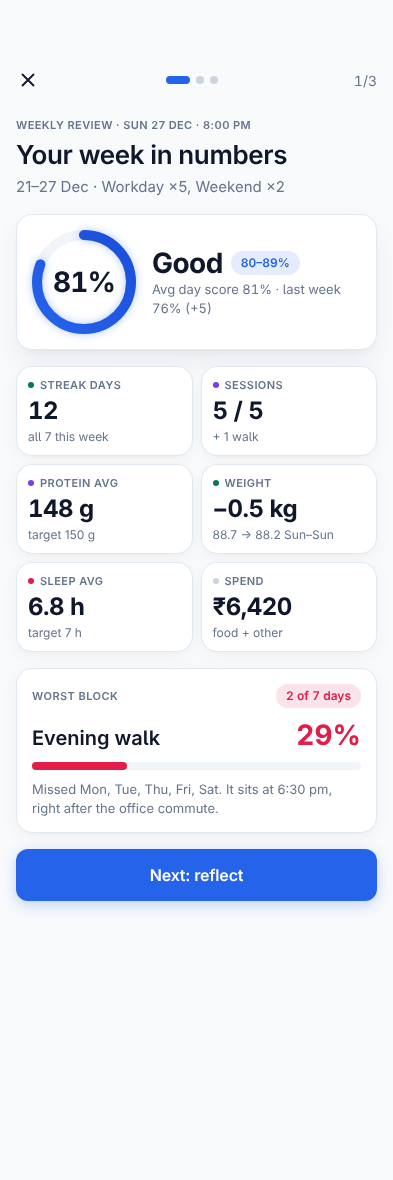 1/3
WEEKLY REVIEW · SUN 27 DEC · 8:00 PM
Your week in numbers
21–27 Dec · Workday ×5, Weekend ×2
81%
Good
80–89%
Avg day score 81% · last week
76% (+5)
STREAK DAYS
12
all 7 this week
SESSIONS
5 / 5
+ 1 walk
PROTEIN AVG
148 g
target 150 g
WEIGHT
−0.5 kg
88.7 → 88.2 Sun–Sun
SLEEP AVG
6.8 h
target 7 h
SPEND
₹6,420
food + other
WORST BLOCK
2 of 7 days
Evening walk
29%
Missed Mon, Tue, Thu, Fri, Sat. It sits at 6:30 pm,
right after the office commute.
Next: reflect